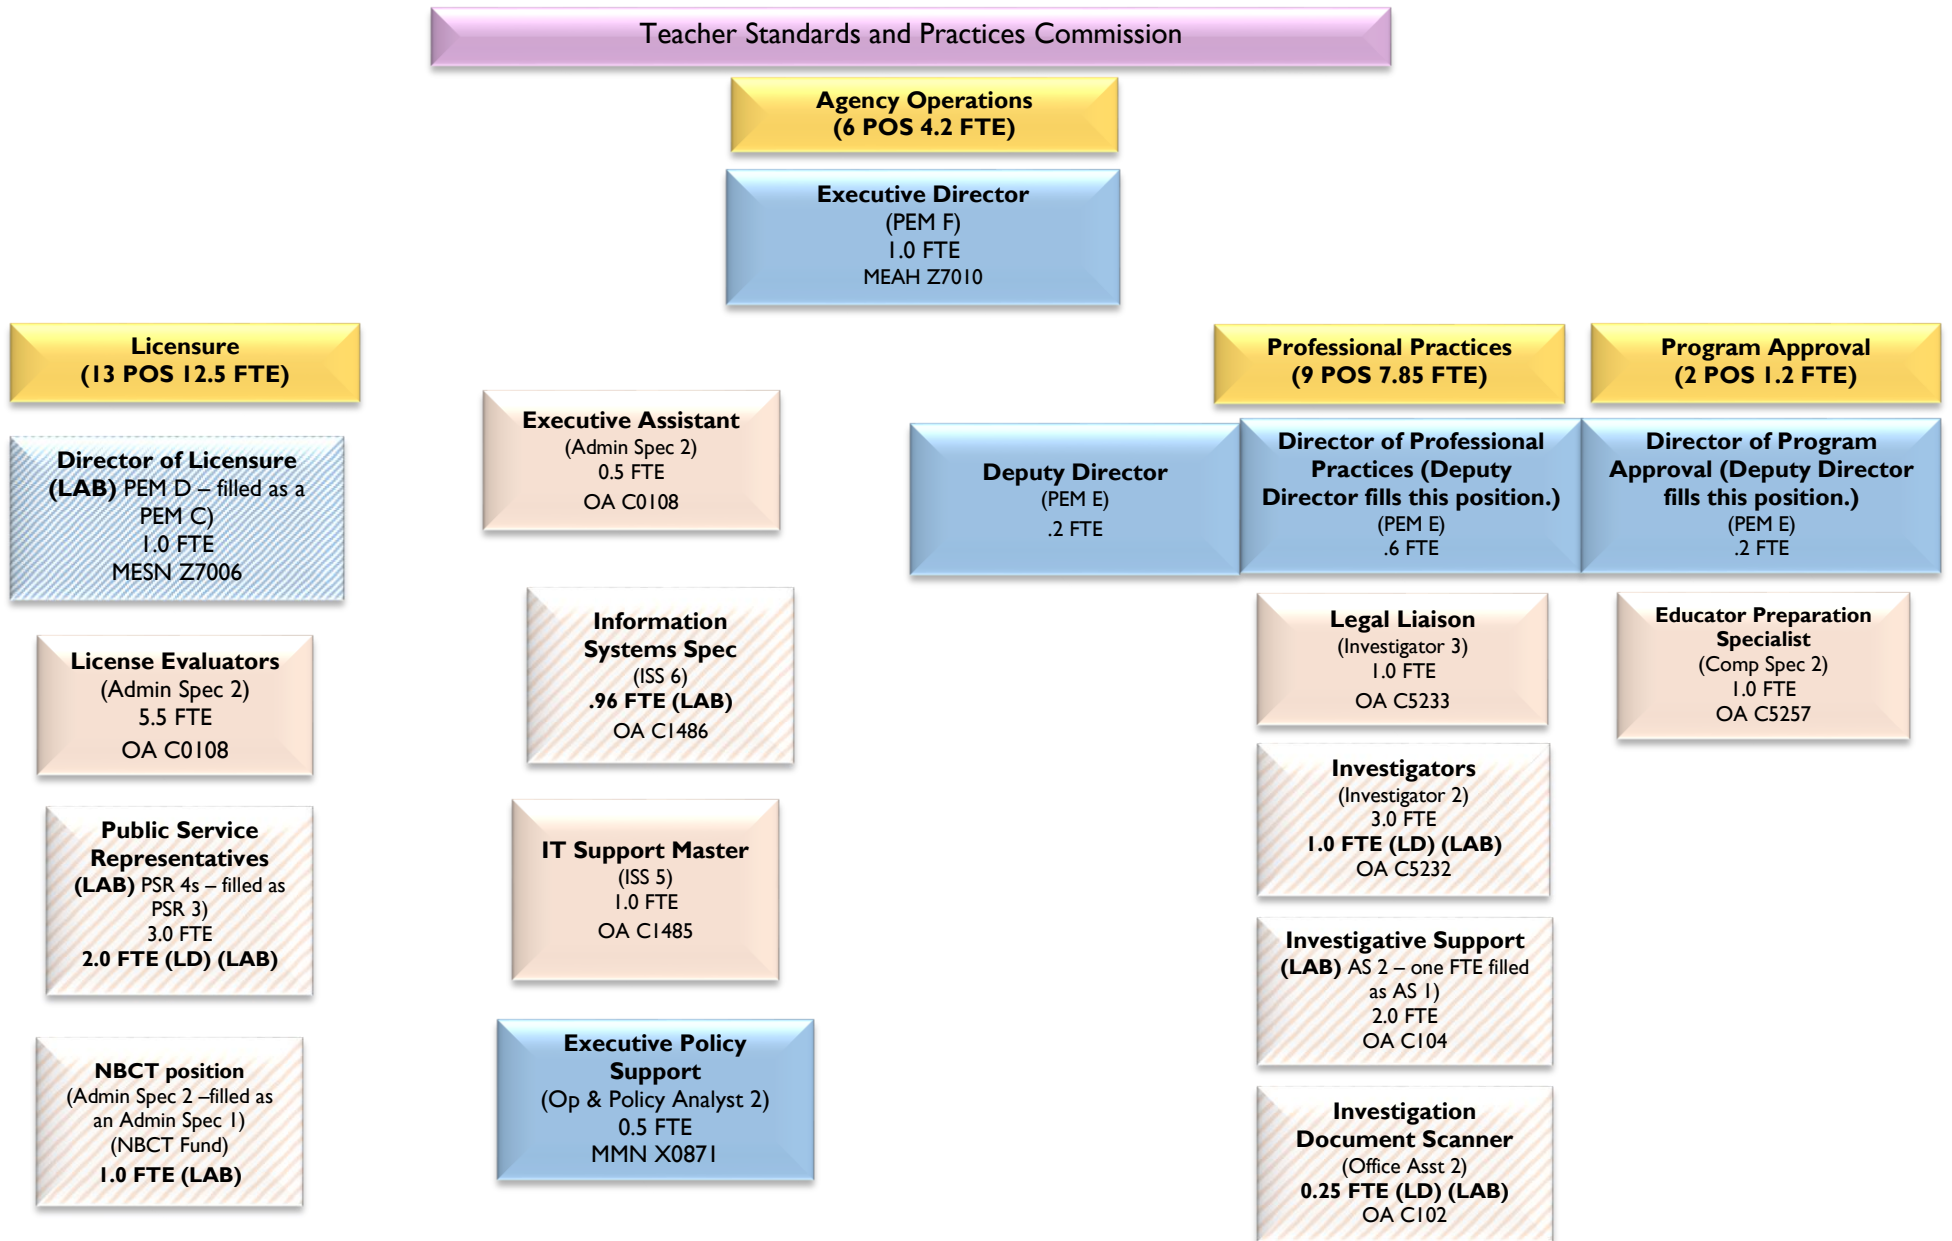 Teacher Standards and Practices Commission
Agency Operations
(6 POS 4.2 FTE)
Executive Director
(PEM F)
1.0 FTE
MEAH Z7010
Licensure
(13 POS 12.5 FTE)
Director of Licensure
(LAB) PEM D – filled as a
PEM C)
1.0 FTE
MESN Z7006
License Evaluators
(Admin Spec 2)
5.5 FTE
OA C0108
Public Service
Representatives
(LAB) PSR 4s – filled as
PSR 3)
3.0 FTE
2.0 FTE (LD) (LAB)
NBCT position
(Admin Spec 2 –filled as
an Admin Spec 1)
(NBCT Fund)
1.0 FTE (LAB)
Executive Assistant
(Admin Spec 2)
0.5 FTE
OA C0108
Information
Systems Spec
(ISS 6)
.96 FTE (LAB)
OA C1486
IT Support Master
(ISS 5)
1.0 FTE
OA C1485
Executive Policy
Support
(Op & Policy Analyst 2)
0.5 FTE
MMN X0871
Deputy Director
(PEM E)
.2 FTE
Professional Practices
(9 POS 7.85 FTE)
Director of Professional
Practices (Deputy
Director fills this position.)
(PEM E)
.6 FTE
Legal Liaison
(Investigator 3)
1.0 FTE
OA C5233
Investigators
(Investigator 2)
3.0 FTE
1.0 FTE (LD) (LAB)
OA C5232
Investigative Support
(LAB) AS 2 – one FTE filled
as AS 1)
2.0 FTE
OA C104
Investigation
Document Scanner
(Office Asst 2)
0.25 FTE (LD) (LAB)
OA C102
Program Approval
(2 POS 1.2 FTE)
Director of Program
Approval (Deputy Director
fills this position.)
(PEM E)
.2 FTE
Educator Preparation
Specialist
(Comp Spec 2)
1.0 FTE
OA C5257